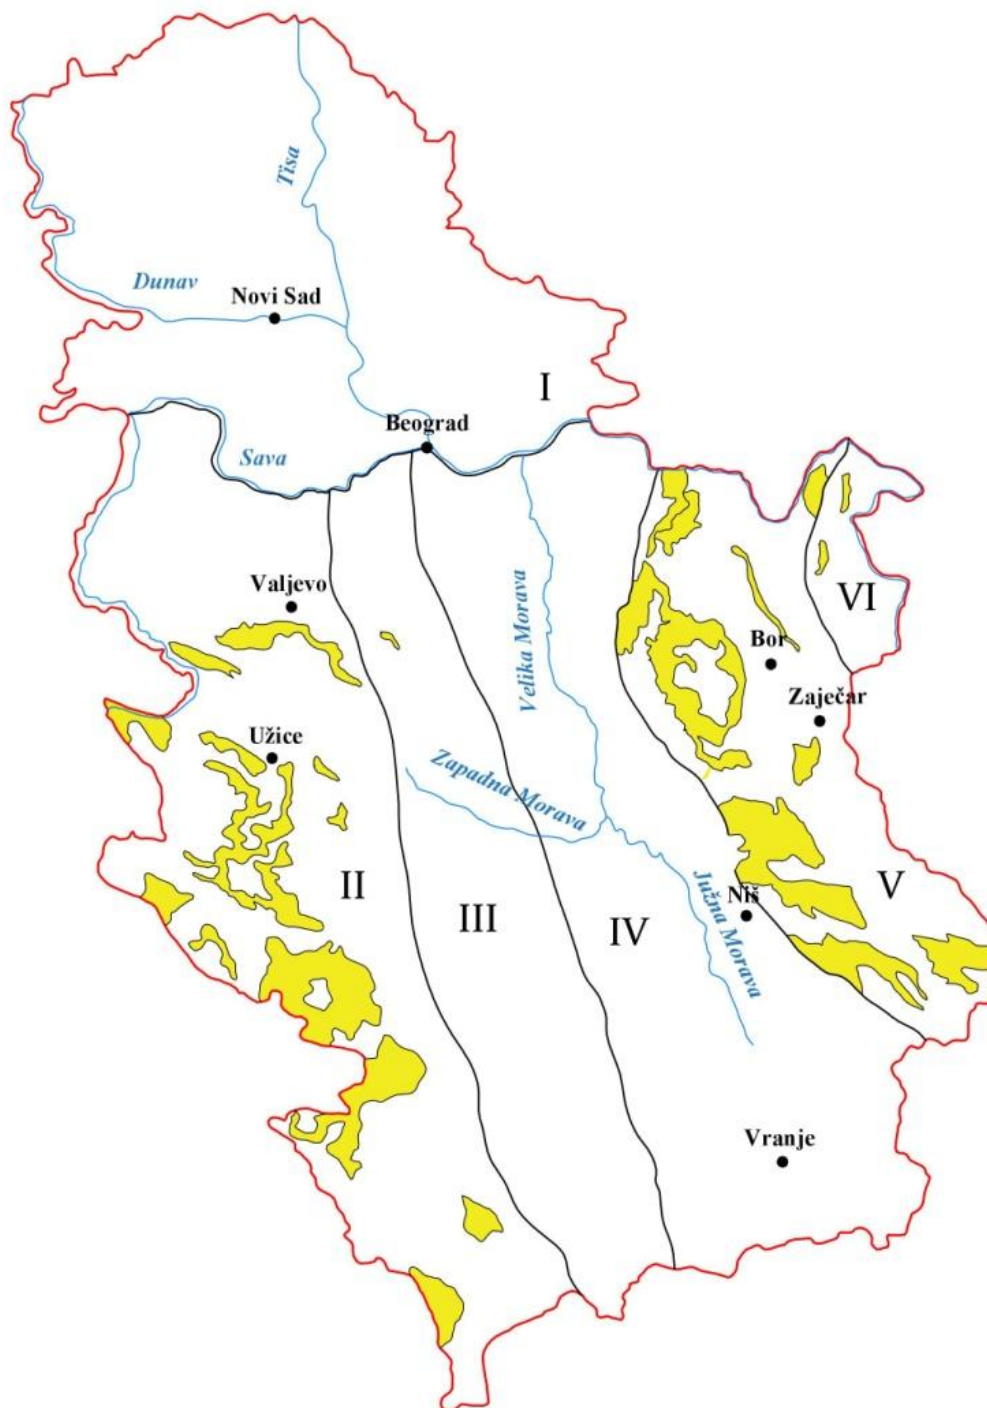 Tisa
Dunav
Novi Sad
I
Beograd
Sava
Valjevo
Velika Morava
VI
Bor
Zaječar
Užice
Zapadna Morava
II
III
IV
Južna Morava
Niš
V
Vranje